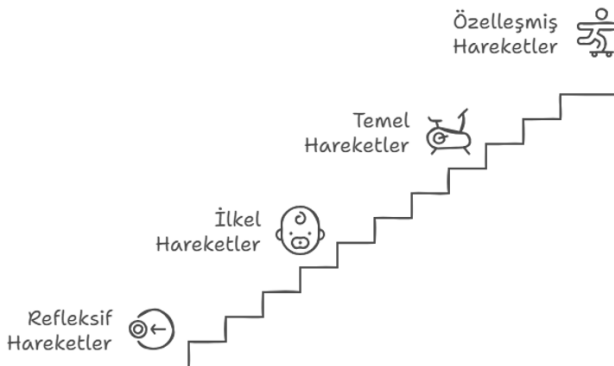 Özelleşmiş
Hareketler
Temel
Hareketler
İlkel
Hareketler
Refleksif
Hareketler